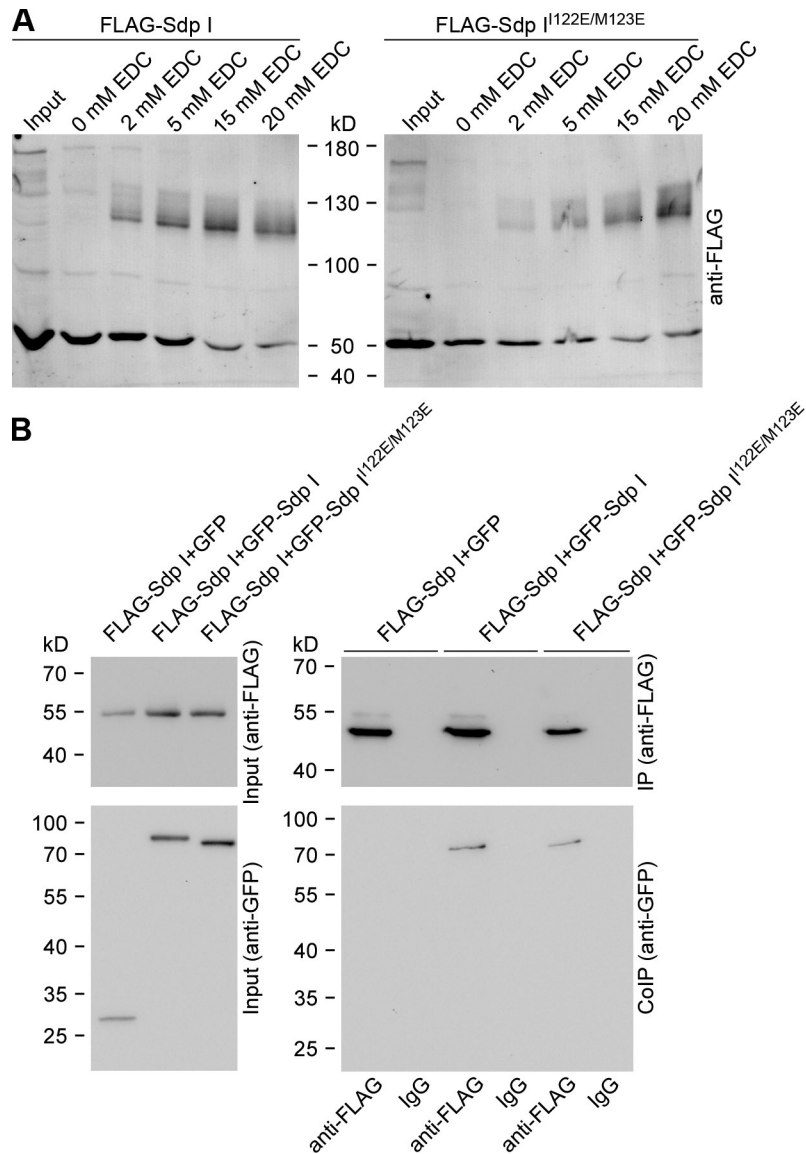 A
FLAG-Sdp I
FLAG-Sdp I I122E/M123E
Input
0 mM EDC
2 mM EDC
5 mM EDC
15 mM EDC
20 mM EDC
kD
Input
0 mM EDC
2 mM EDC
5 mM EDC
15 mM EDC
20 mM EDC
180
130
100
50
40
anti-FLAG
B
FLAG-Sdp I+GFP
FLAG-Sdp I+GFP-Sdp I
FLAG-Sdp I+GFP-Sdp I I122E/M123E
FLAG-Sdp I+GFP
FLAG-Sdp I+GFP-Sdp I
FLAG-Sdp I+GFP-Sdp I I122E/M123E
kD
70
55
40
Input (anti-FLAG)
kD
70
55
40
IP (anti-FLAG)
100
70
55
40
35
25
Input (anti-GFP)
100
70
55
40
35
25
CoIP (anti-GFP)
anti-FLAG
IgG
anti-FLAG
IgG
anti-FLAG
IgG